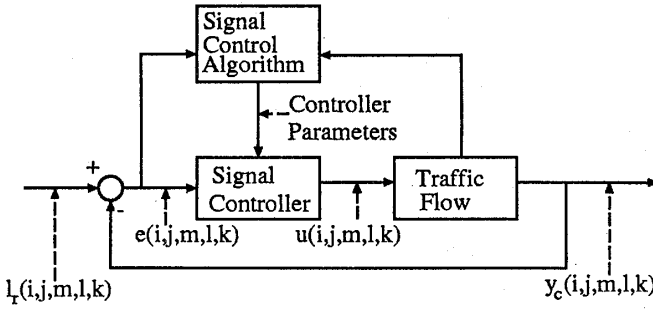 Signal
Control
Algorithm
Controller
Parameters
+
-
Signal
Controller
Traffic
Flow
e(i,j,m,l,k)
u(i,j,m,l,k)
l_r(i,j,m,l,k)
y_c(i,j,m,l,k)